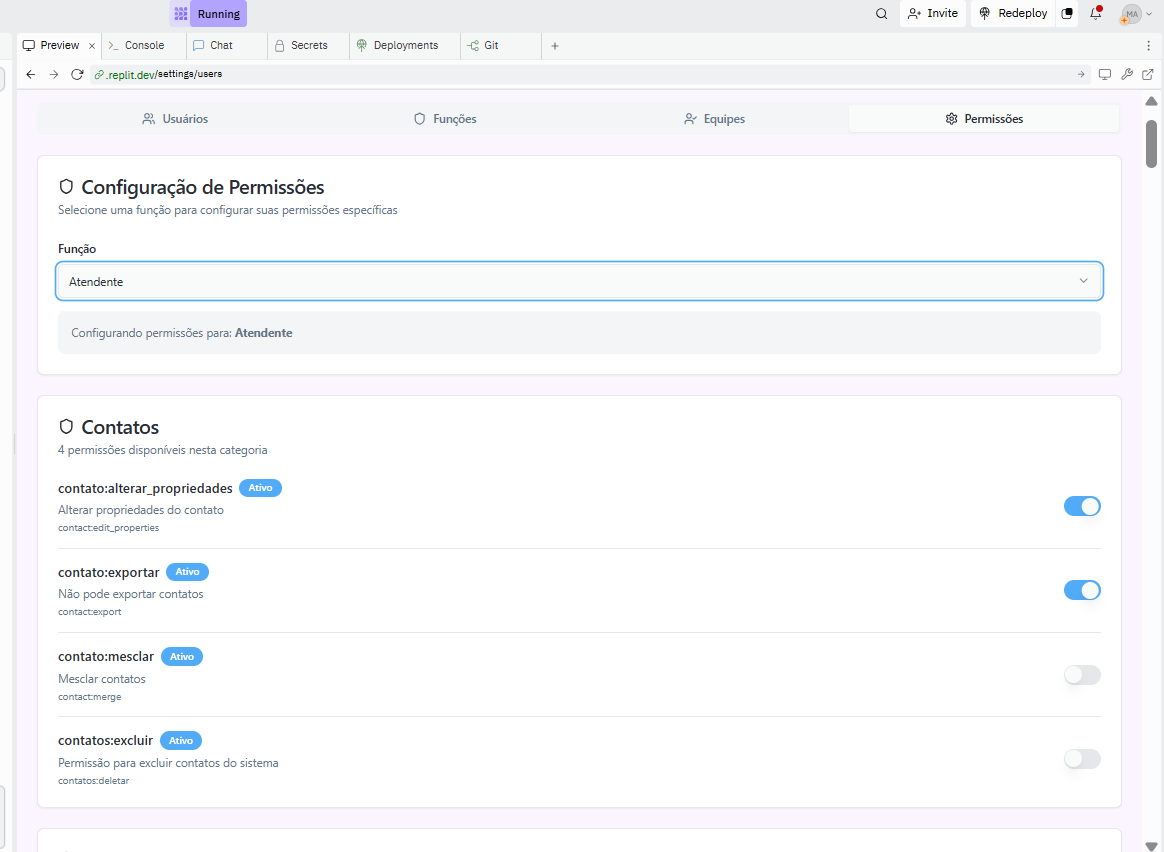 Running
Invite
Redeploy
MA
Preview
Console
Chat
Secrets
Deployments
Git
.replit.dev/settings/users
Usuários
Funções
Equipes
Permissões
Configuração de Permissões
Selecione uma função para configurar suas permissões específicas
Função
Atendente
Configurando permissões para: Atendente
Contatos
4 permissões disponíveis nesta categoria
contato:alterar_propriedades Ativo
Alterar propriedades do contato
contact:edit_properties
contato:exportar Ativo
Não pode exportar contatos
contact:export
contato:mesclar Ativo
Mesclar contatos
contact:merge
contatos:excluir Ativo
Permissão para excluir contatos do sistema
contatos:deletar